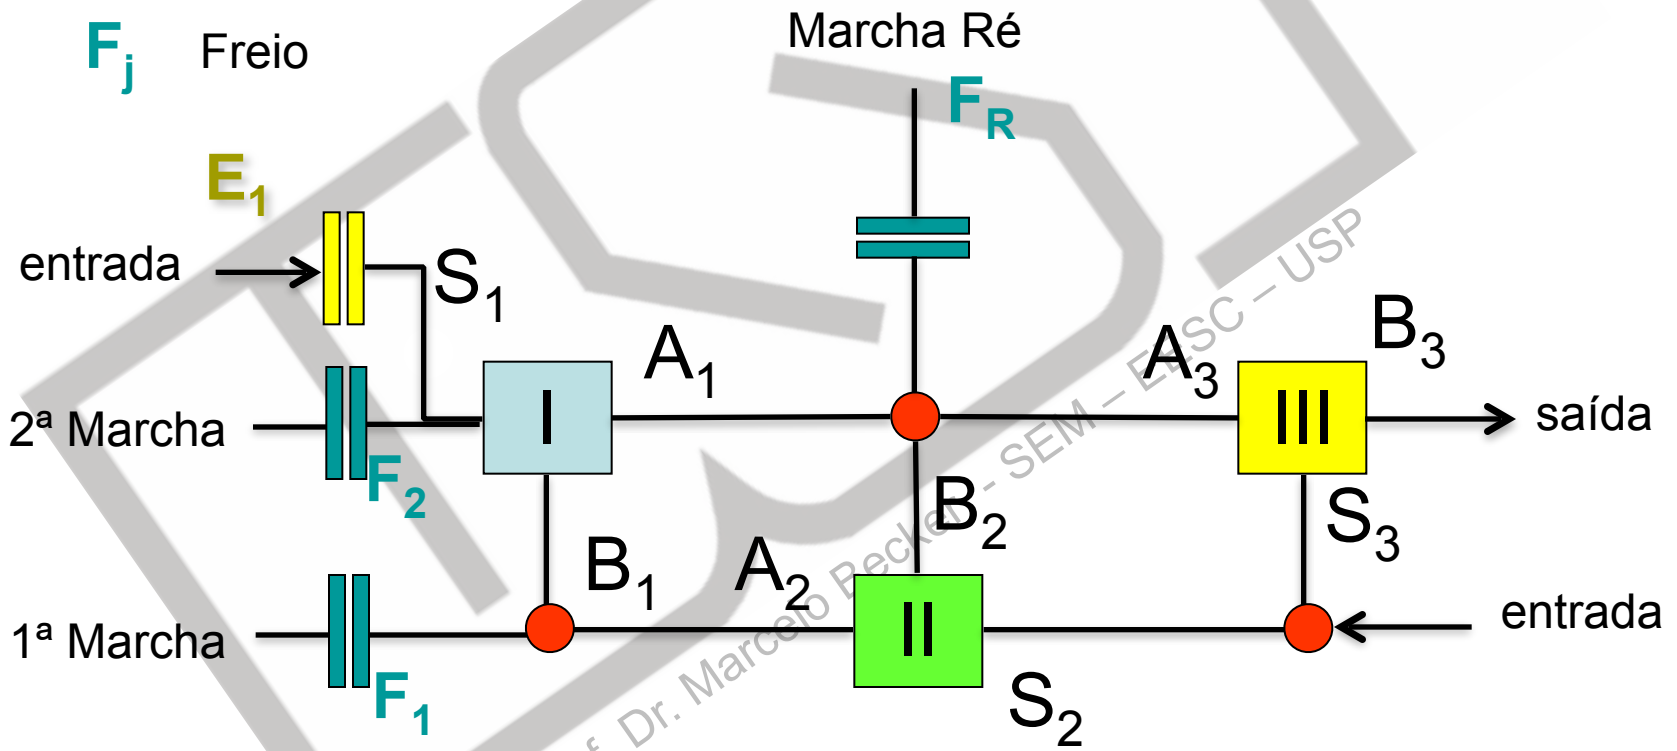 Fj Freio
Marcha Ré
FR
E1
entrada
S1
A1
A3
B3
I
III
saída
2ª Marcha
F2
B2
S3
B1
A2
II
entrada
1ª Marcha
F1
S2
f. Dr. Marcelo Becker - SEM – EESC – USP